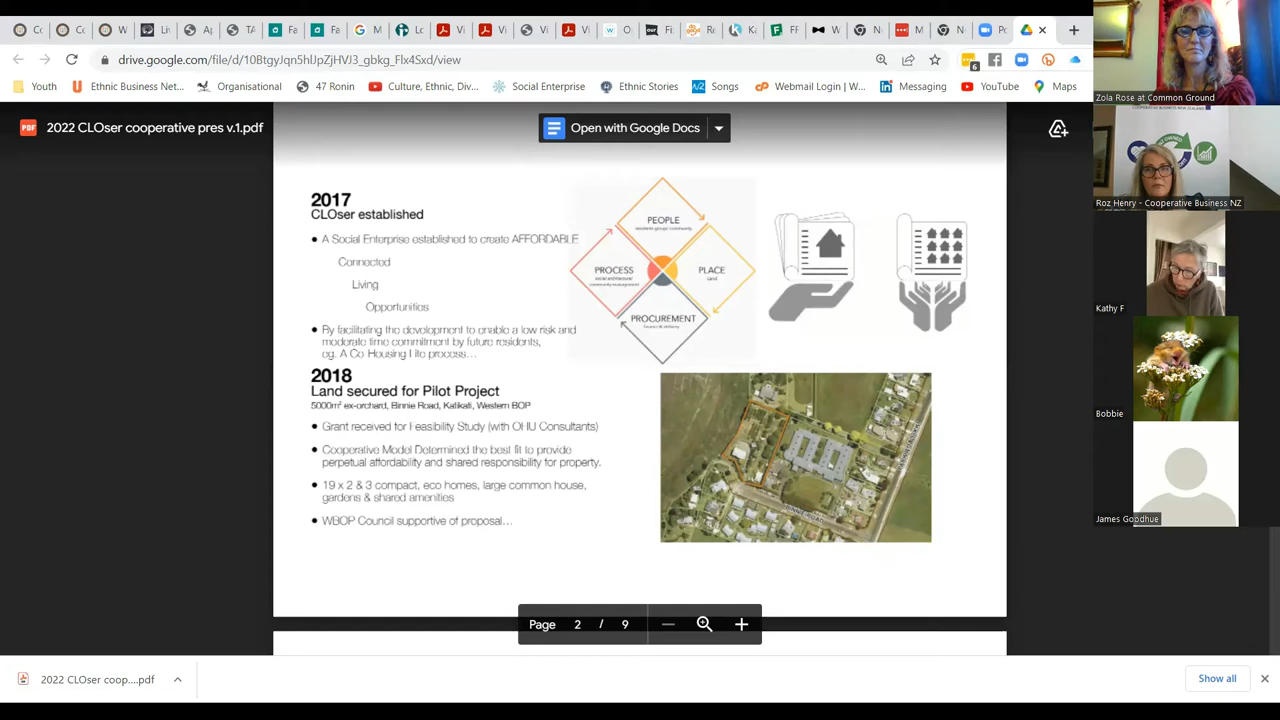 drive.google.com/file/d/
/view
6
Youth
Ethnic Business Net...
Organisational
47 Ronin
Culture, Ethnic, Div...
Social Enterprise
Ethnic Stories
Songs
Webmail Login | W...
Messaging
YouTube
Maps
PDF
2022 CLOser cooperative pres v.1.pdf
Open with Google Docs
2017
CLOser established
A Social Enterprise established to create AFFORDABLE
Connected
Living
Opportunities
By facilitating the development to enable a low risk and
moderate time commitment by future residents,
eg. A Co Housing Lite process...
PEOPLE
PROCESS
PLACE
Land
PROCUREMENT
2018
Land secured for Pilot Project
5000m² ex-orchard, Binnie Road, Katikati, Western BOP
Grant received for Feasibility Study (with OHU Consultants)
Cooperative Model Determined the best fit to provide
perpetual affordability and shared responsibility for property.
19 x 2 & 3 compact, eco homes, large common house,
gardens & shared amenities
WBOP Council supportive of proposal...
Page 2 / 9
2022 CLOser coop....pdf
Show all
Zola Rose at Common Ground
Roz Henry - Cooperative Business NZ
Kathy F
Bobbie
James Goodhue